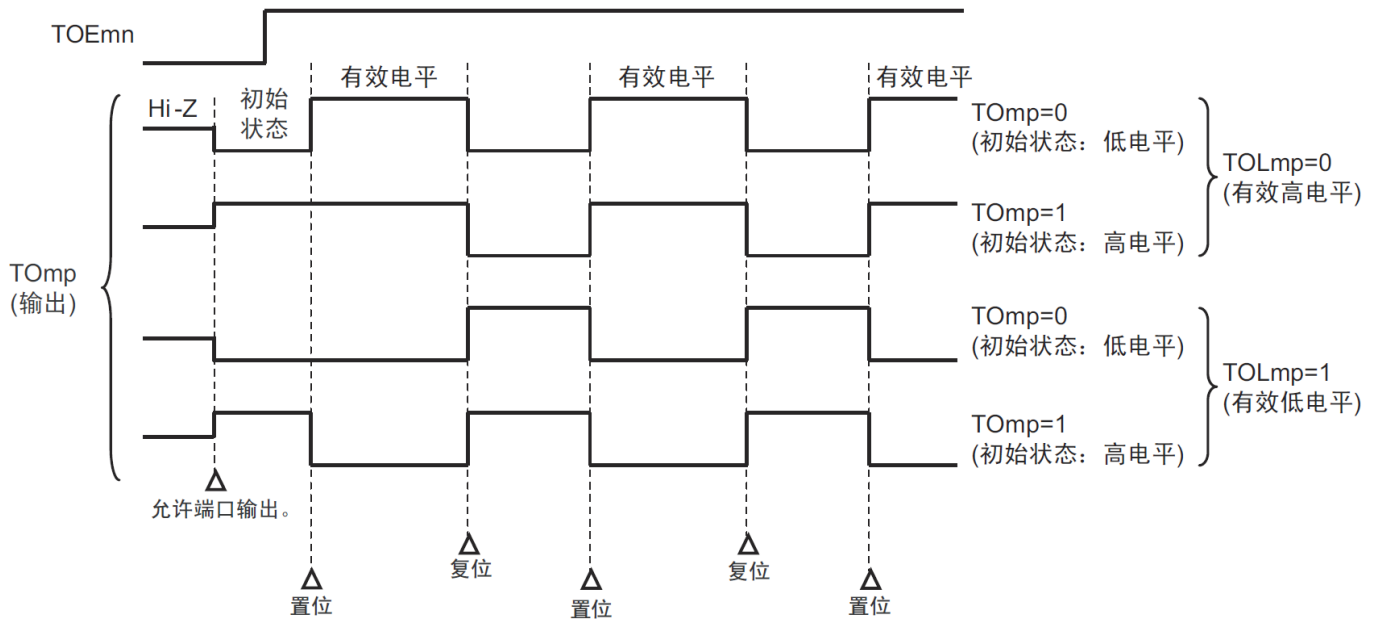 TOEmn
有效电平
有效电平
有效电平
Hi-Z
初始
状态
TOmp=0
(初始状态：低电平)
TOLmp=0
(有效高电平)
TOmp=1
(初始状态：高电平)
TOmp
(输出)
TOmp=0
(初始状态：低电平)
TOLmp=1
(有效低电平)
TOmp=1
(初始状态：高电平)
允许端口输出。
复位
复位
置位
置位
置位